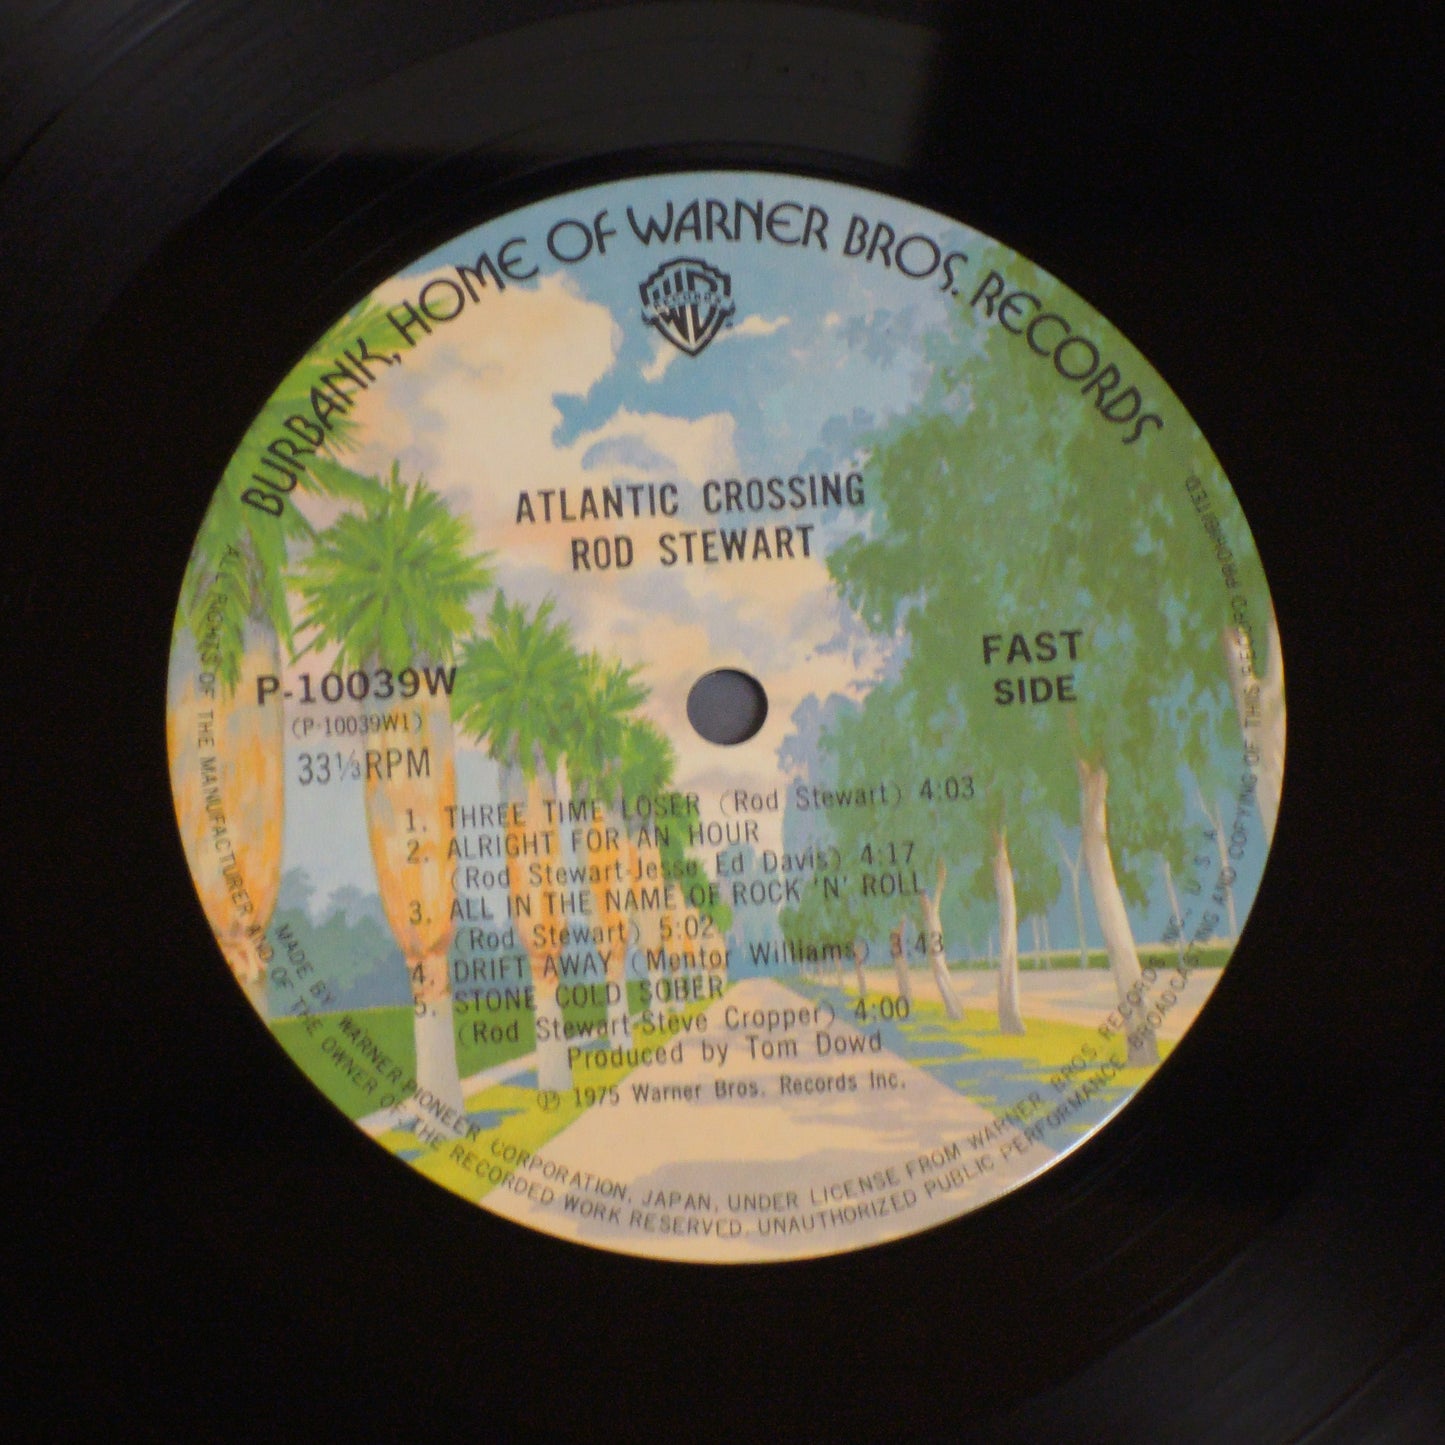 BURBANK, HOME OF WARNER BROS. RECORDS
RECORDS
ATLANTIC CROSSING
ROD STEWART
P-10039W
(P-10039W1)
33⅓RPM
FAST
SIDE
1. THREE TIME LOSER (Rod Stewart) 4:03
2. ALRIGHT FOR AN HOUR
(Rod Stewart-Jesse Ed Davis) 4:17
3. ALL IN THE NAME OF ROCK 'N' ROLL
(Rod Stewart) 5:02
4. DRIFT AWAY (Mentor Williams) 3:43
5. STONE COLD SOBER
(Rod Stewart-Steve Cropper) 4:00
Produced by Tom Dowd
Ⓟ 1975 Warner Bros. Records Inc.
MADE BY WARNER-PIONEER CORPORATION, JAPAN, UNDER LICENSE FROM WARNER BROS. RECORDS INC., U.S.A.
ALL RIGHTS OF THE MANUFACTURER AND OF THE OWNER OF THE RECORDED WORK RESERVED. UNAUTHORIZED PUBLIC PERFORMANCE BROADCASTING AND COPYING OF THIS RECORD PROHIBITED